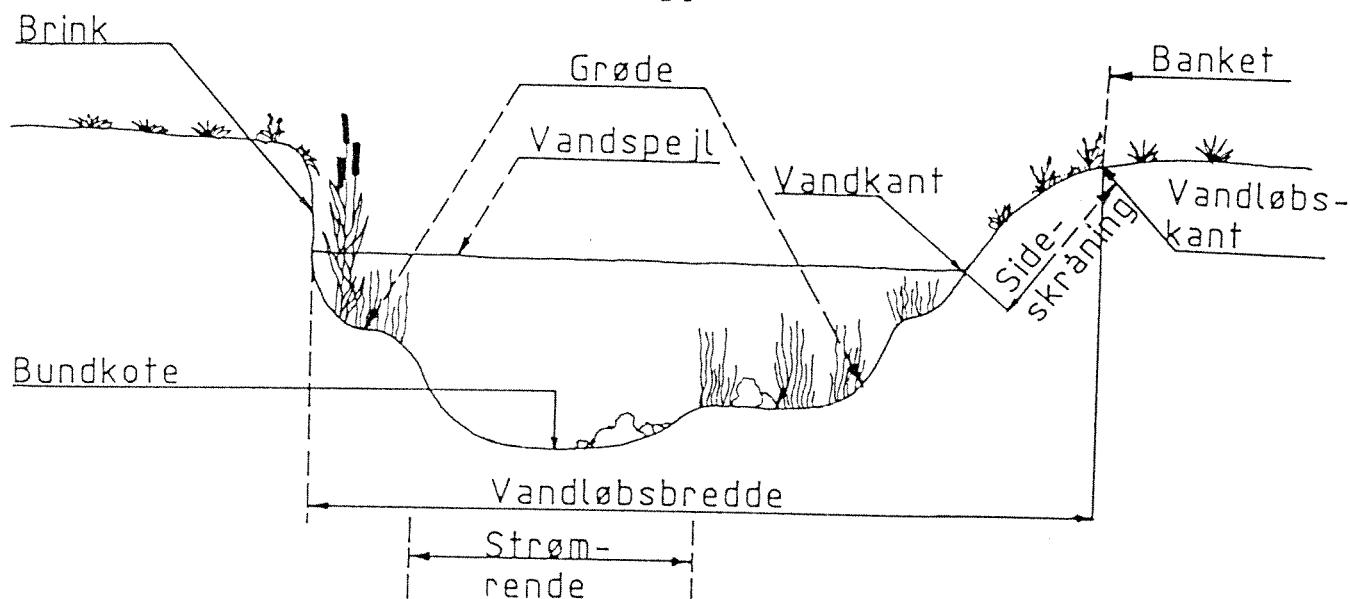 Brink
Grøde
Banket
Vandspejl
Vandkant
Vandløbs-
kant
Side-
skråning
Bundkote
Vandløbsbredde
Strøm-
rende